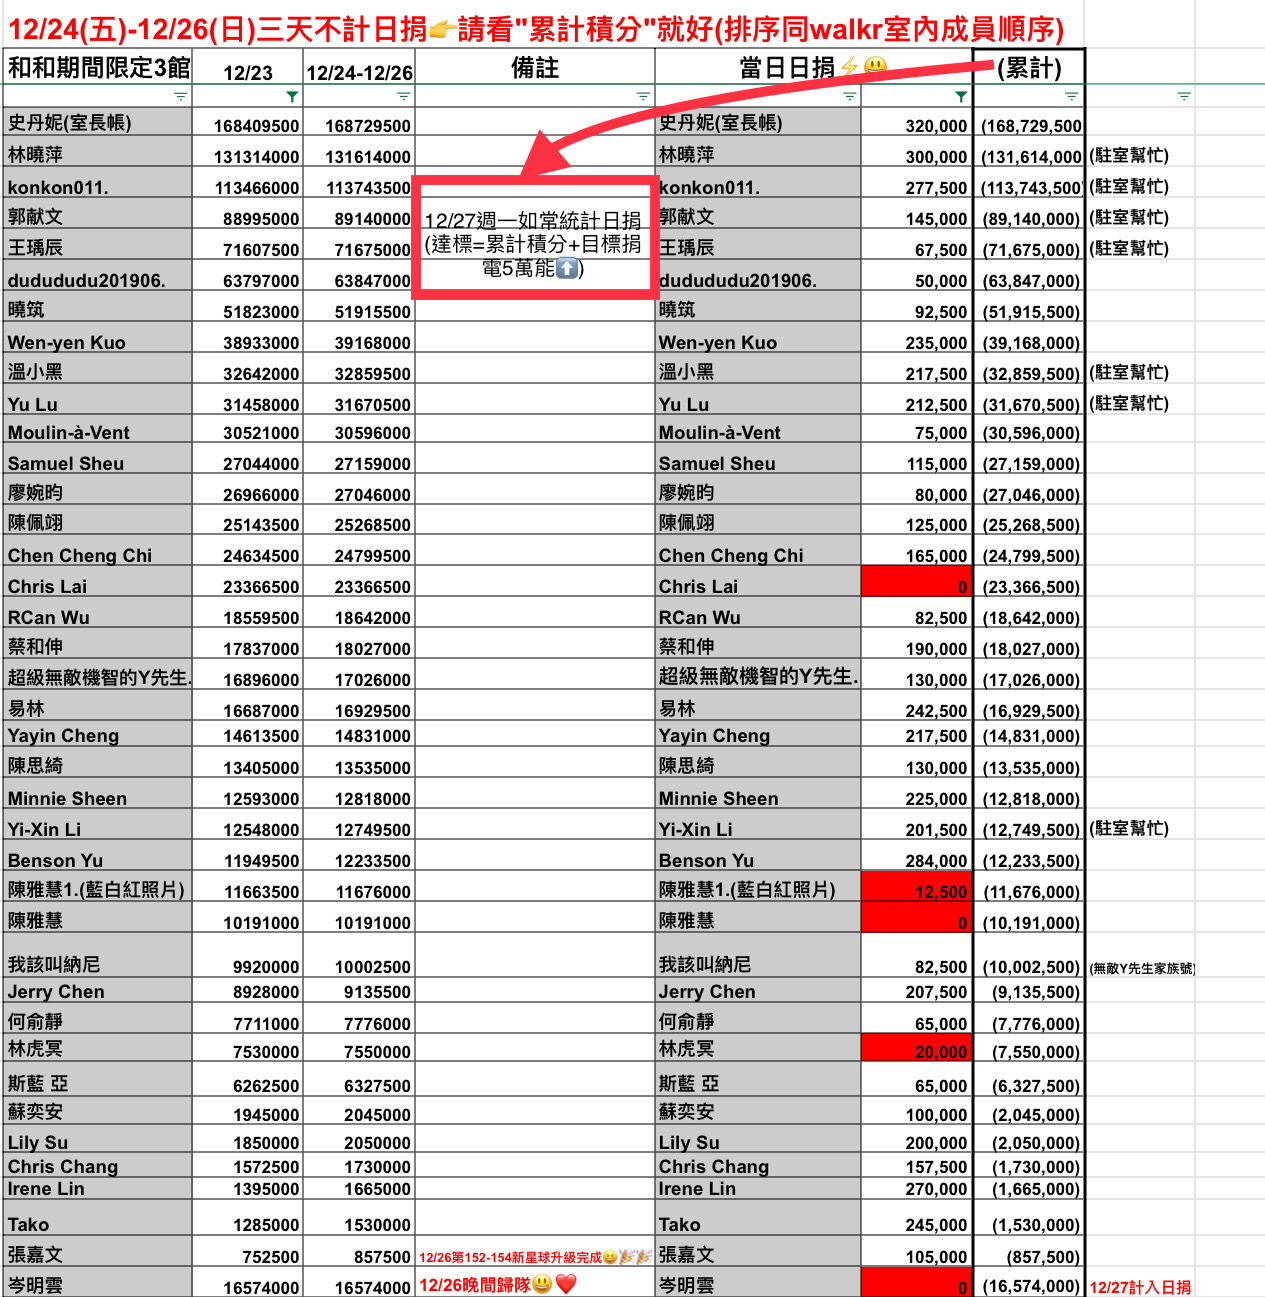 12/24(五)-12/26(日)三天不計日捐👉請看"累計積分"就好(排序同walkr室內成員順序)
和和期間限定3館 12/23 12/24-12/26 備註 當日日捐⚡😃 (累計)
史丹妮(室長帳) 168409500 168729500 史丹妮(室長帳) 320,000 (168,729,500
林曉萍 131314000 131614000 林曉萍 300,000 (131,614,000 (駐室幫忙)
konkon011. 113466000 113743500 konkon011. 277,500 (113,743,500) (駐室幫忙)
12/27週一如常統計日捐
(達標=累計積分+目標捐
電5萬能⬆️)
郭献文 88995000 89140000 郭献文 145,000 (89,140,000) (駐室幫忙)
王瑀辰 71607500 71675000 王瑀辰 67,500 (71,675,000) (駐室幫忙)
dudududu201906. 63797000 63847000 dudududu201906. 50,000 (63,847,000)
曉筑 51823000 51915500 曉筑 92,500 (51,915,500)
Wen-yen Kuo 38933000 39168000 Wen-yen Kuo 235,000 (39,168,000)
溫小黑 32642000 32859500 溫小黑 217,500 (32,859,500) (駐室幫忙)
Yu Lu 31458000 31670500 Yu Lu 212,500 (31,670,500) (駐室幫忙)
Moulin-à-Vent 30521000 30596000 Moulin-à-Vent 75,000 (30,596,000)
Samuel Sheu 27044000 27159000 Samuel Sheu 115,000 (27,159,000)
廖婉昀 26966000 27046000 廖婉昀 80,000 (27,046,000)
陳佩翊 25143500 25268500 陳佩翊 125,000 (25,268,500)
Chen Cheng Chi 24634500 24799500 Chen Cheng Chi 165,000 (24,799,500)
Chris Lai 23366500 23366500 Chris Lai 0 (23,366,500)
RCan Wu 18559500 18642000 RCan Wu 82,500 (18,642,000)
蔡和伸 17837000 18027000 蔡和伸 190,000 (18,027,000)
超級無敵機智的Y先生. 16896000 17026000 超級無敵機智的Y先生. 130,000 (17,026,000)
易林 16687000 16929500 易林 242,500 (16,929,500)
Yayin Cheng 14613500 14831000 Yayin Cheng 217,500 (14,831,000)
陳思綺 13405000 13535000 陳思綺 130,000 (13,535,000)
Minnie Sheen 12593000 12818000 Minnie Sheen 225,000 (12,818,000)
Yi-Xin Li 12548000 12749500 Yi-Xin Li 201,500 (12,749,500) (駐室幫忙)
Benson Yu 11949500 12233500 Benson Yu 284,000 (12,233,500)
陳雅慧1.(藍白紅照片) 11663500 11676000 陳雅慧1.(藍白紅照片) 12,500 (11,676,000)
陳雅慧 10191000 10191000 陳雅慧 0 (10,191,000)
我該叫納尼 9920000 10002500 我該叫納尼 82,500 (10,002,500) (無敵Y先生家族號)
Jerry Chen 8928000 9135500 Jerry Chen 207,500 (9,135,500)
何俞靜 7711000 7776000 何俞靜 65,000 (7,776,000)
林虎冥 7530000 7550000 林虎冥 20,000 (7,550,000)
斯藍 亞 6262500 6327500 斯藍 亞 65,000 (6,327,500)
蘇奕安 1945000 2045000 蘇奕安 100,000 (2,045,000)
Lily Su 1850000 2050000 Lily Su 200,000 (2,050,000)
Chris Chang 1572500 1730000 Chris Chang 157,500 (1,730,000)
Irene Lin 1395000 1665000 Irene Lin 270,000 (1,665,000)
Tako 1285000 1530000 Tako 245,000 (1,530,000)
張嘉文 752500 857500 12/26第152-154新星球升級完成😆🎉🎉 張嘉文 105,000 (857,500)
岑明雲 16574000 16574000 12/26晚間歸隊😃❤️ 岑明雲 0 (16,574,000) 12/27計入日捐